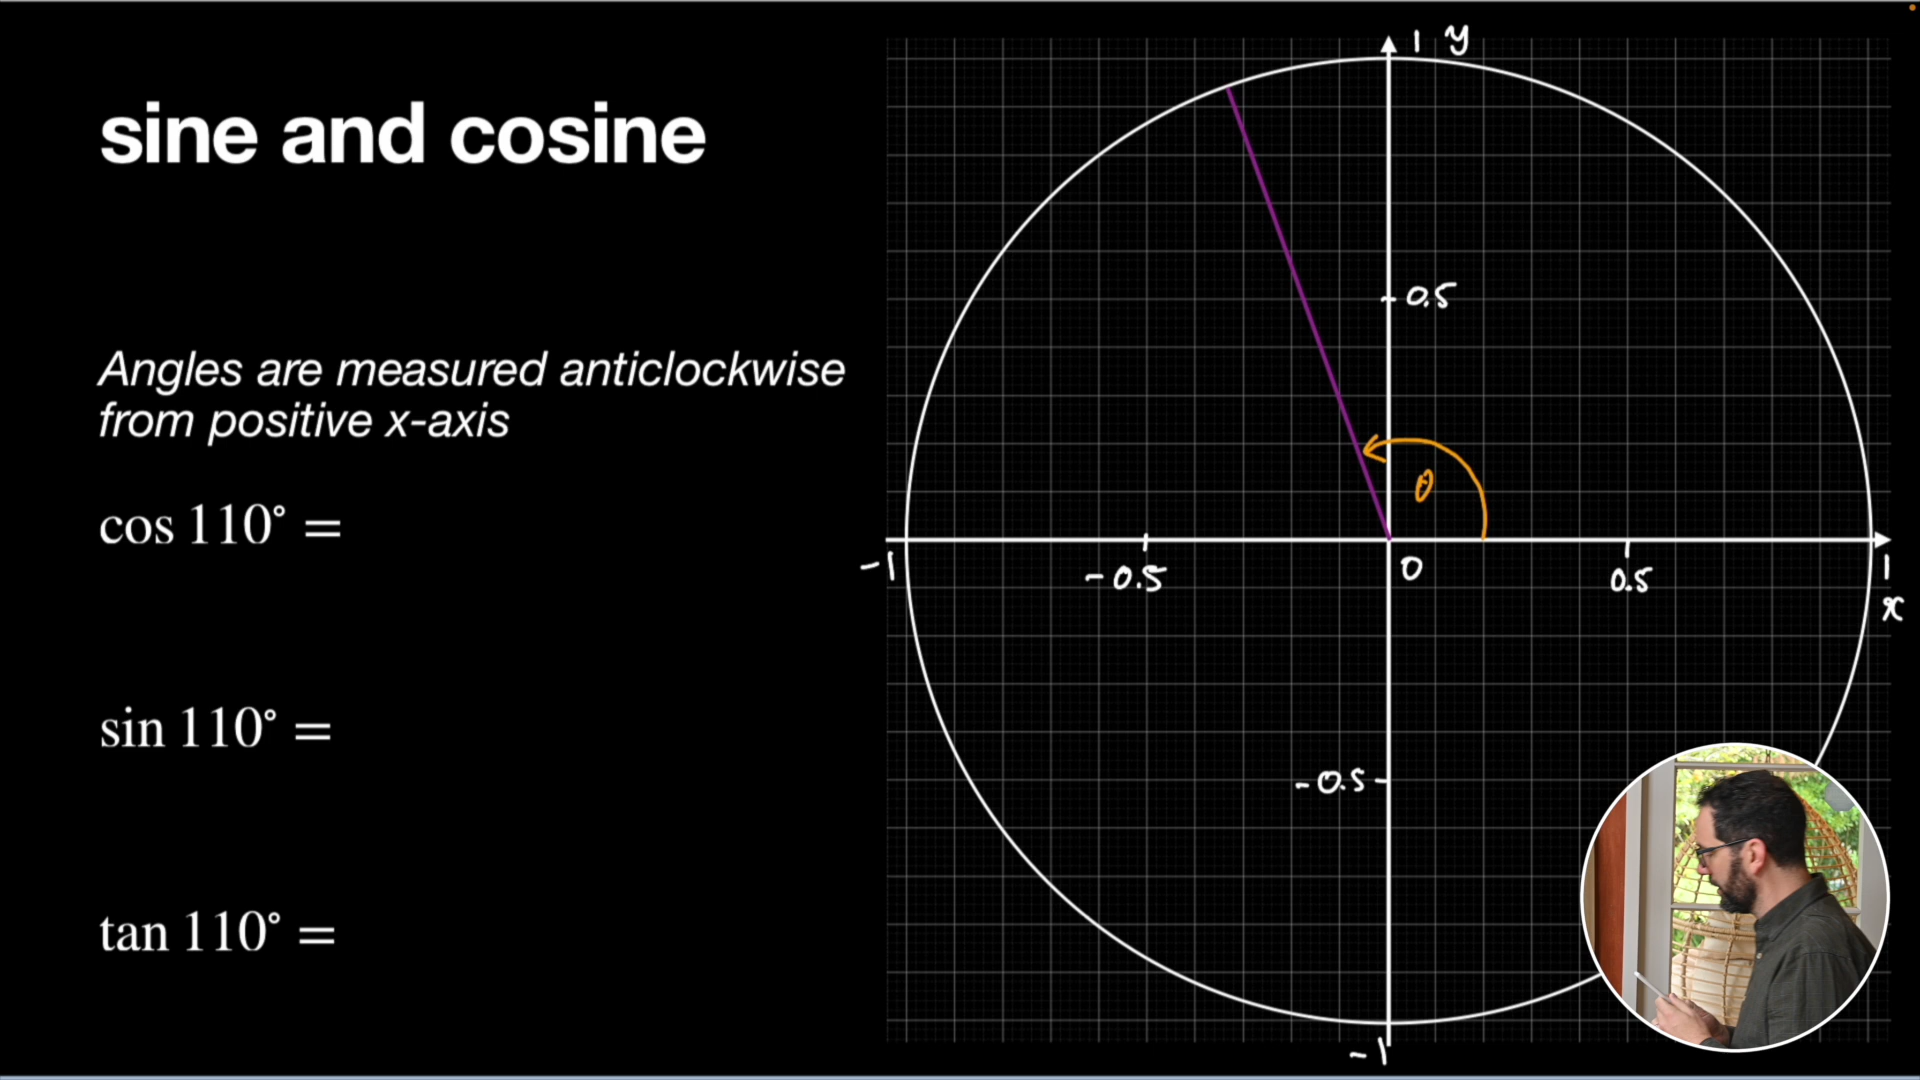 sine and cosine
Angles are measured anticlockwise
from positive x-axis
cos 110° =
sin 110° =
tan 110° =
1 y
0.5
θ
-1
-0.5
0
0.5
1
x
-0.5
-1